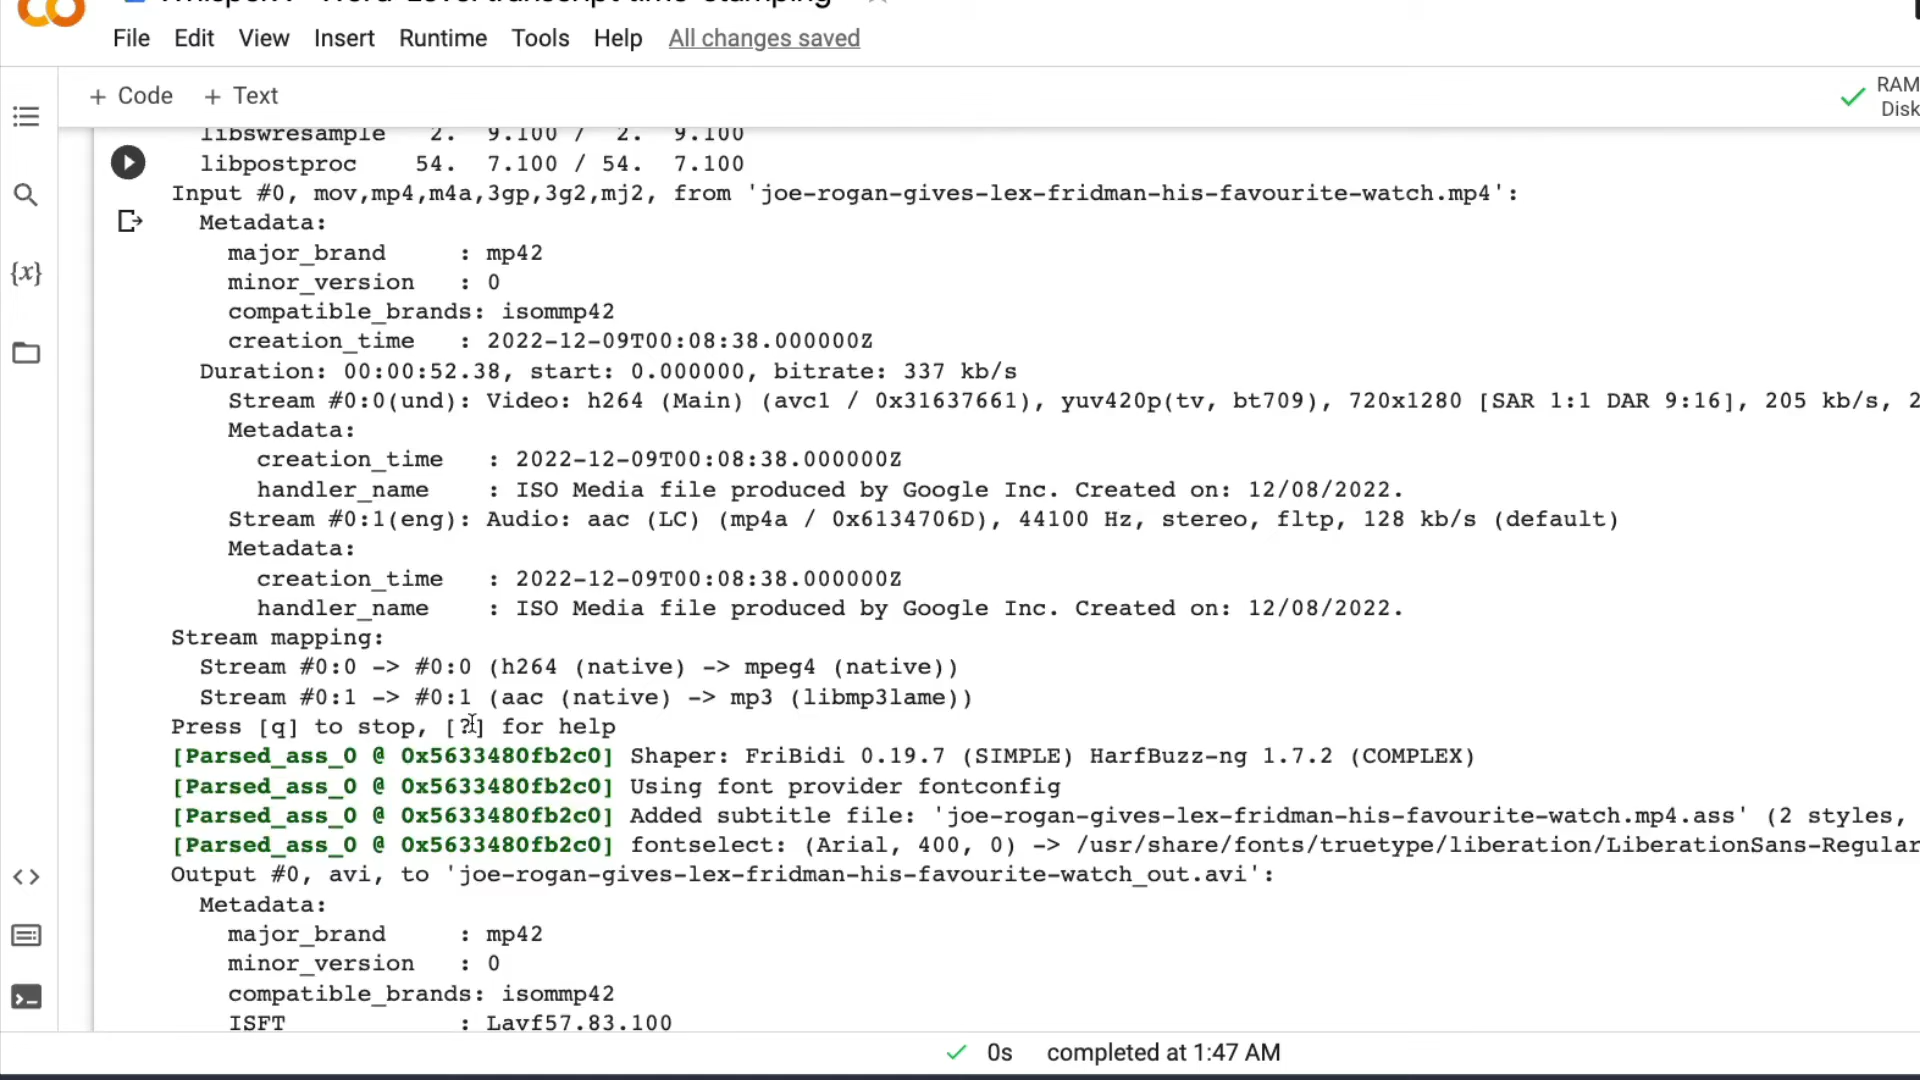 File Edit View Insert Runtime Tools Help All changes saved
+ Code + Text
RAM
Disk
libswresample 2. 9.100 / 2. 9.100
libpostproc 54. 7.100 / 54. 7.100
Input #0, mov,mp4,m4a,3gp,3g2,mj2, from 'joe-rogan-gives-lex-fridman-his-favourite-watch.mp4':
Metadata:
major_brand : mp42
minor_version : 0
compatible_brands: isommp42
creation_time : 2022-12-09T00:08:38.000000Z
Duration: 00:00:52.38, start: 0.000000, bitrate: 337 kb/s
Stream #0:0(und): Video: h264 (Main) (avc1 / 0x31637661), yuv420p(tv, bt709), 720x1280 [SAR 1:1 DAR 9:16], 205 kb/s, 2
Metadata:
creation_time : 2022-12-09T00:08:38.000000Z
handler_name : ISO Media file produced by Google Inc. Created on: 12/08/2022.
Stream #0:1(eng): Audio: aac (LC) (mp4a / 0x6134706D), 44100 Hz, stereo, fltp, 128 kb/s (default)
Metadata:
creation_time : 2022-12-09T00:08:38.000000Z
handler_name : ISO Media file produced by Google Inc. Created on: 12/08/2022.
Stream mapping:
Stream #0:0 -> #0:0 (h264 (native) -> mpeg4 (native))
Stream #0:1 -> #0:1 (aac (native) -> mp3 (libmp3lame))
Press [q] to stop, [?] for help
[Parsed_ass_0 @ 0x5633480fb2c0] Shaper: FriBidi 0.19.7 (SIMPLE) HarfBuzz-ng 1.7.2 (COMPLEX)
[Parsed_ass_0 @ 0x5633480fb2c0] Using font provider fontconfig
[Parsed_ass_0 @ 0x5633480fb2c0] Added subtitle file: 'joe-rogan-gives-lex-fridman-his-favourite-watch.mp4.ass' (2 styles,
[Parsed_ass_0 @ 0x5633480fb2c0] fontselect: (Arial, 400, 0) -> /usr/share/fonts/truetype/liberation/LiberationSans-Regular
Output #0, avi, to 'joe-rogan-gives-lex-fridman-his-favourite-watch_out.avi':
Metadata:
major_brand : mp42
minor_version : 0
compatible_brands: isommp42
ISFT : Lavf57.83.100
0s completed at 1:47 AM